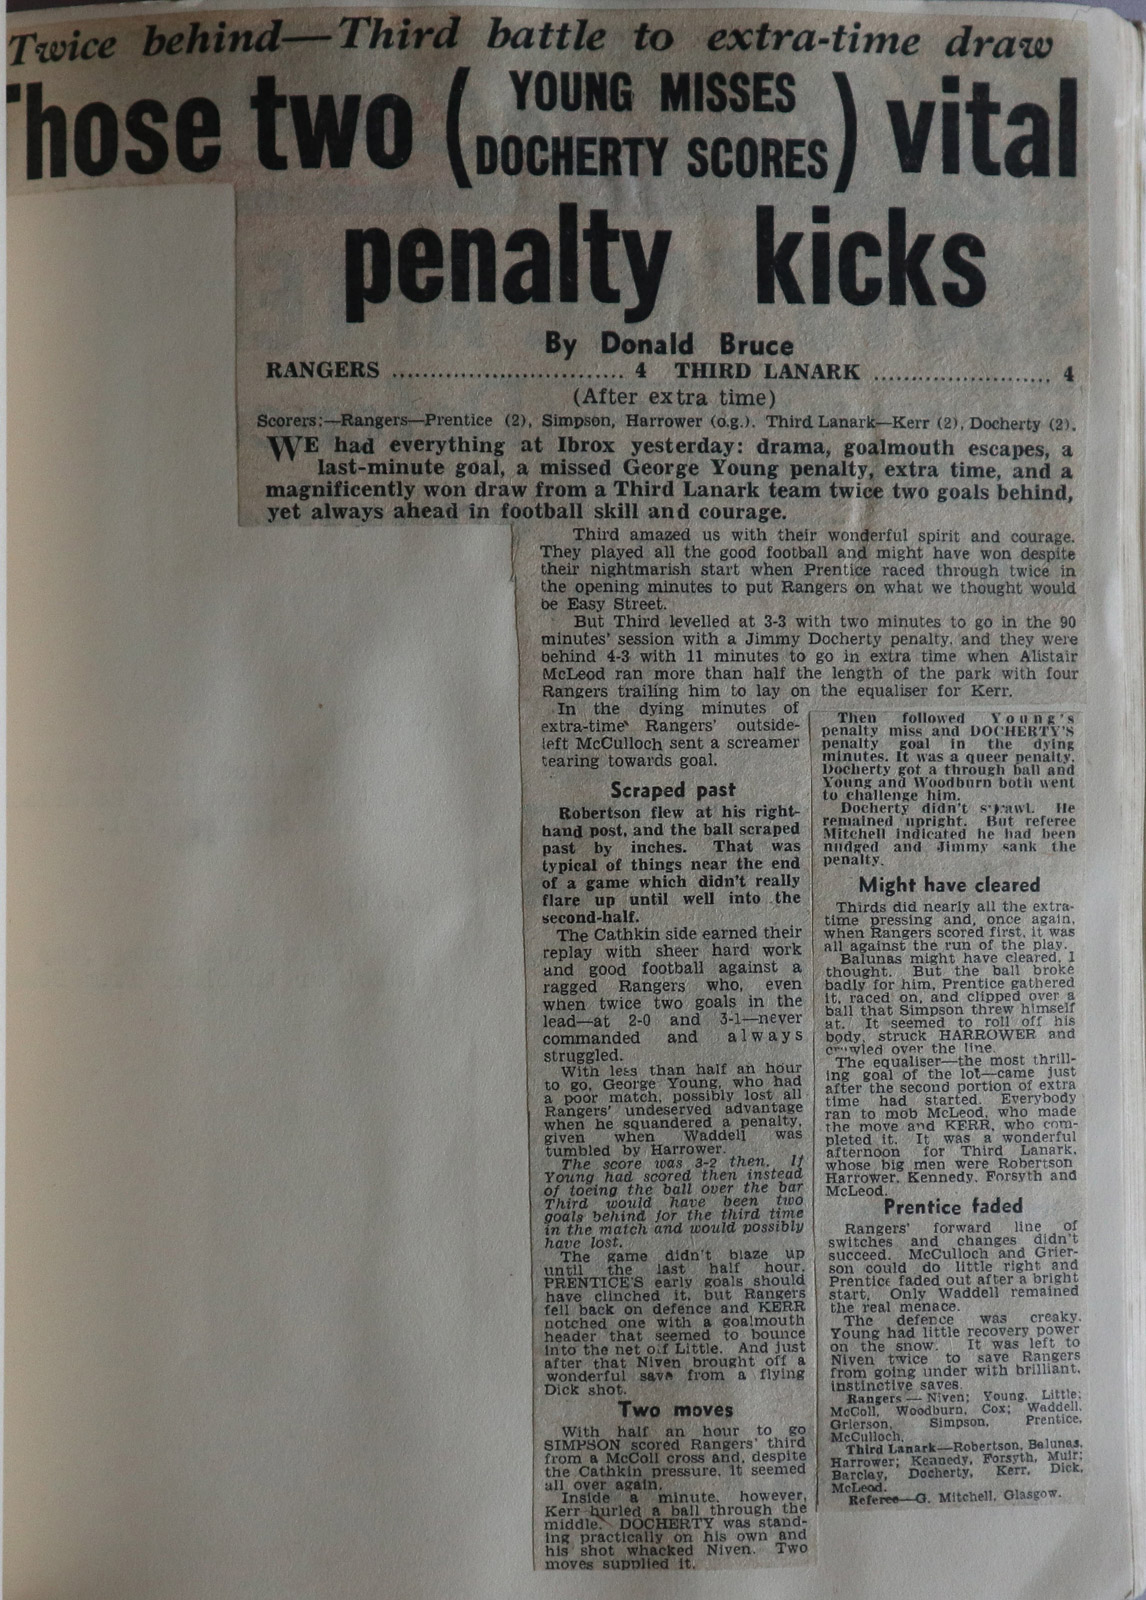 Twice behind—Third battle to extra-time draw
Those two (YOUNG MISSES DOCHERTY SCORES) vital
penalty kicks
By Donald Bruce
RANGERS .............................. 4 THIRD LANARK .......................... 4
(After extra time)
Scorers:—Rangers—Prentice (2), Simpson, Harrower (o.g.). Third Lanark—Kerr (2), Docherty (2).
WE had everything at Ibrox yesterday: drama, goalmouth escapes, a
last-minute goal, a missed George Young penalty, extra time, and a
magnificently won draw from a Third Lanark team twice two goals behind,
yet always ahead in football skill and courage.
Third amazed us with their wonderful spirit and courage.
They played all the good football and might have won despite
their nightmarish start when Prentice raced through twice in
the opening minutes to put Rangers on what we thought would
be Easy Street.
But Third levelled at 3-3 with two minutes to go in the 90
minutes' session with a Jimmy Docherty penalty, and they were
behind 4-3 with 11 minutes to go in extra time when Alistair
McLeod ran more than half the length of the park with four
Rangers trailing him to lay on the equaliser for Kerr.
In the dying minutes of
extra-time Rangers' outside-
left McCulloch sent a screamer
tearing towards goal.
Scraped past
Robertson flew at his right-
hand post, and the ball scraped
past by inches. That was
typical of things near the end
of a game which didn't really
flare up until well into the
second-half.
The Cathkin side earned their
replay with sheer hard work
and good football against a
ragged Rangers who, even
when twice two goals in the
lead—at 2-0 and 3-1—never
commanded and always
struggled.
With less than half an hour
to go, George Young, who had
a poor match, possibly lost all
Rangers' undeserved advantage
when he squandered a penalty,
given when Waddell was
tumbled by Harrower.
The score was 3-2 then. If
Young had scored then instead
of toeing the ball over the bar
Third would have been two
goals behind for the third time
in the match and would possibly
have lost.
The game didn't blaze up
until the last half hour.
PRENTICE'S early goals should
have clinched it, but Rangers
fell back on defence and KERR
notched one with a goalmouth
header that seemed to bounce
into the net off Little. And just
after that Niven brought off a
wonderful save from a flying
Dick shot.
Two moves
With half an hour to go
SIMPSON scored Rangers' third
from a McColl cross and, despite
the Cathkin pressure, it seemed
all over again.
Inside a minute, however,
Kerr hurled a ball through the
middle. DOCHERTY was stand-
ing practically on his own and
his shot whacked Niven. Two
moves supplied it.
Then followed Young's
penalty miss and DOCHERTY'S
penalty goal in the dying
minutes. It was a queer penalty.
Docherty got a through ball and
Young and Woodburn both went
to challenge him.
Docherty didn't sprawl. He
remained upright. But referee
Mitchell indicated he had been
nudged and Jimmy sank the
penalty.
Might have cleared
Thirds did nearly all the extra-
time pressing and, once again,
when Rangers scored first, it was
all against the run of the play.
Balunas might have cleared, I
thought. But the ball broke
badly for him, Prentice gathered
it, raced on, and clipped over a
ball that Simpson threw himself
at. It seemed to roll off his
body, struck HARROWER and
crawled over the line.
The equaliser—the most thrill-
ing goal of the lot—came just
after the second portion of extra
time had started. Everybody
ran to mob McLeod, who made
the move and KERR, who com-
pleted it. It was a wonderful
afternoon for Third Lanark,
whose big men were Robertson
Harrower, Kennedy, Forsyth and
McLeod.
Prentice faded
Rangers' forward line of
switches and changes didn't
succeed. McCulloch and Grier-
son could do little right and
Prentice faded out after a bright
start. Only Waddell remained
the real menace.
The defence was creaky.
Young had little recovery power
on the snow. It was left to
Niven twice to save Rangers
from going under with brilliant,
instinctive saves.
Rangers — Niven; Young, Little;
McColl, Woodburn, Cox; Waddell,
Grierson, Simpson, Prentice,
McCulloch.
Third Lanark—Robertson, Balunas,
Harrower; Kennedy, Forsyth, Muir;
Barclay, Docherty, Kerr, Dick,
McLeod.
Referee—G. Mitchell, Glasgow.